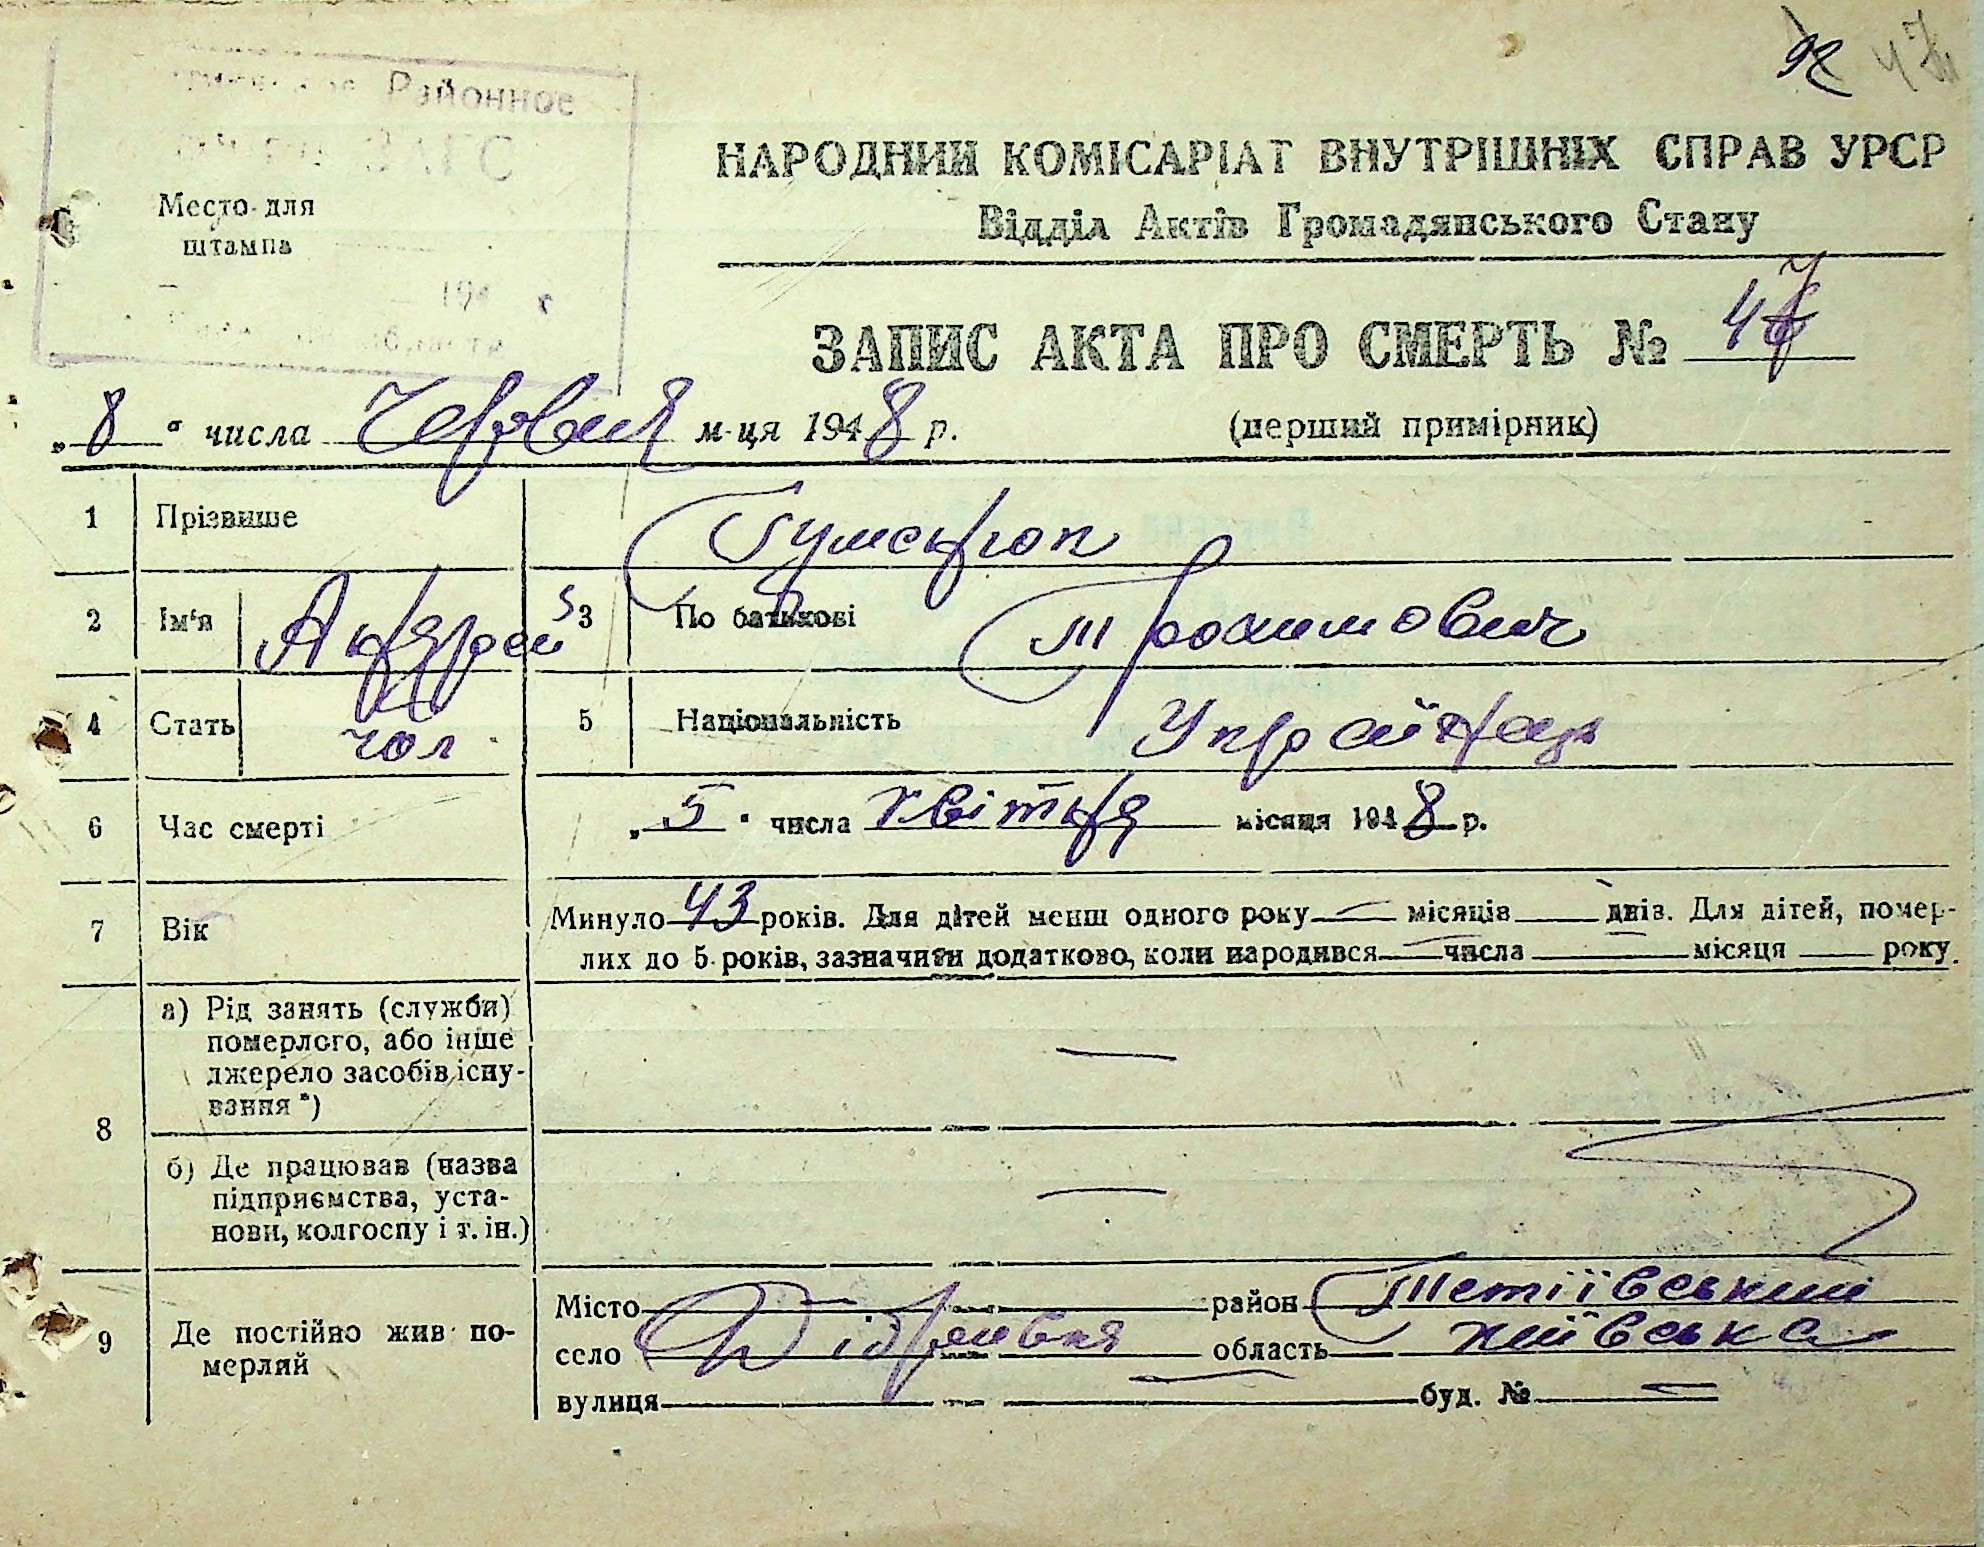 47
Районное
ЗАГС
Место для
штампа
НАРОДНИЙ КОМІСАРІАТ ВНУТРІШНІХ СПРАВ УРСР
Відділ Актів Громадянського Стану
ЗАПИС АКТА ПРО СМЕРТЬ № 47
„8“ числа Червня м-ця 1948 р.
(перший примірник)
1 Прізвише
2 Ім'я Андрей 3 По батькові Трохимович
4 Стать чол 5 Національність Украйнець
6 Час смерті „5“ числа квітня місяця 1948 р.
7 Вік Минуло 43 років. Для дітей менш одного року — місяців — днів. Для дітей, помер-
лих до 5 років, зазначити додатково, коли народився — числа — місяця — року.
8 а) Рід занять (служби)
померлого, або інше
джерело засобів існу-
вання *) —
б) Де працював (назва
підприємства, уста-
нови, колгоспу і т. ін.) —
9 Де постійно жив по-
мерлий
Місто район Тетіївський
село Дібрівка область київська
вулиця — буд. № —